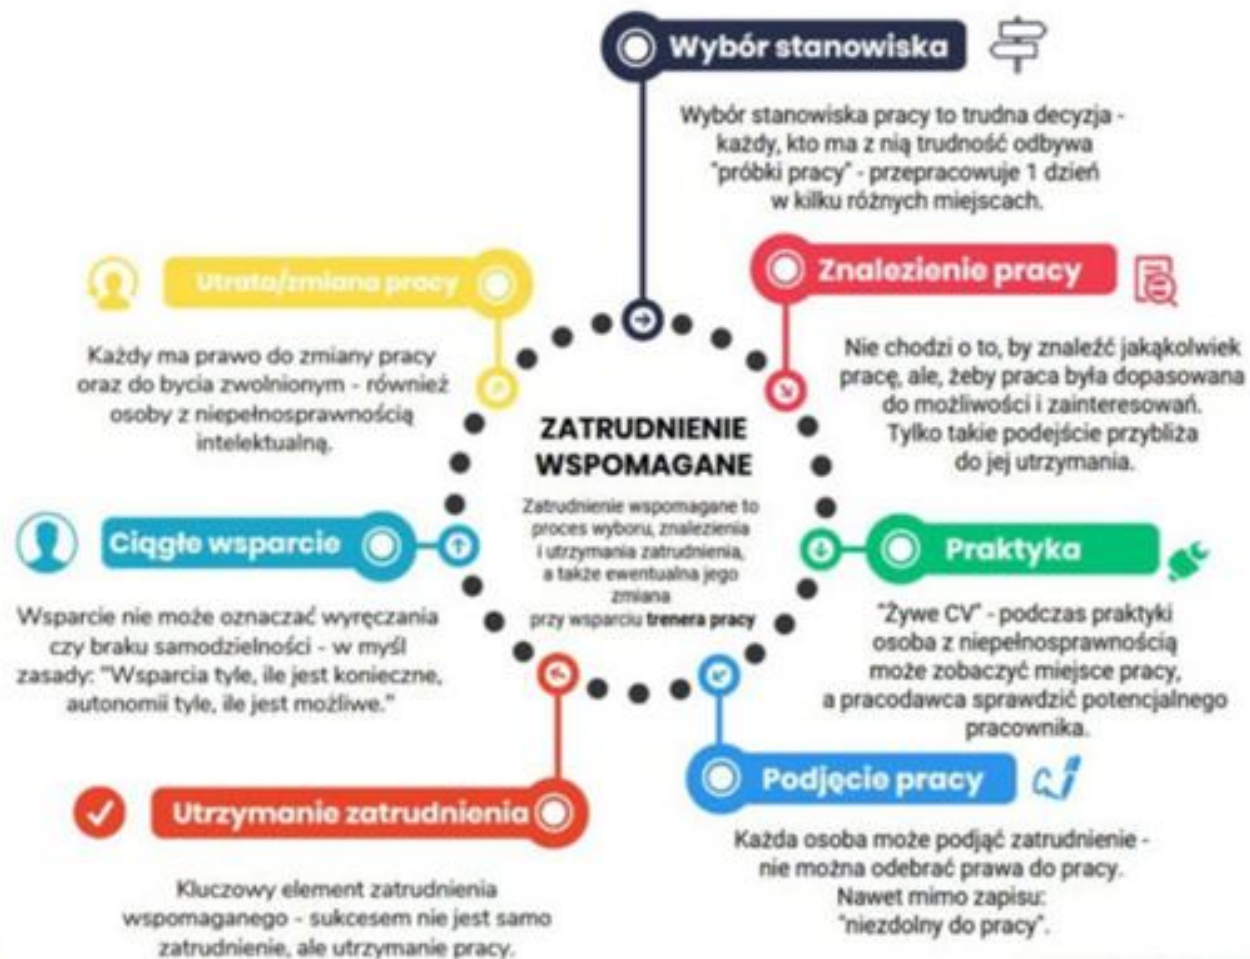 Wybór stanowiska
Wybór stanowiska pracy to trudna decyzja -
każdy, kto ma z nią trudność odbywa
"próbki pracy" - przepracowuje 1 dzień
w kilku różnych miejscach.
Znalezienie pracy
Nie chodzi o to, by znaleźć jakąkolwiek
pracę, ale, żeby praca była dopasowana
do możliwości i zainteresowań.
Tylko takie podejście przybliża
do jej utrzymania.
Praktyka
"Żywe CV" - podczas praktyki
osoba z niepełnosprawnością
może zobaczyć miejsce pracy,
a pracodawca sprawdzić potencjalnego
pracownika.
Podjęcie pracy
Każda osoba może podjąć zatrudnienie -
nie można odebrać prawa do pracy.
Nawet mimo zapisu:
"niezdolny do pracy".
Utrzymanie zatrudnienia
Kluczowy element zatrudnienia
wspomaganego - sukcesem nie jest samo
zatrudnienie, ale utrzymanie pracy.
Ciągłe wsparcie
Wsparcie nie może oznaczać wyręczania
czy braku samodzielności - w myśl
zasady: "Wsparcia tyle, ile jest konieczne,
autonomii tyle, ile jest możliwe."
Utrata/zmiana pracy
Każdy ma prawo do zmiany pracy
oraz do bycia zwolnionym - również
osoby z niepełnosprawnością
intelektualną.
ZATRUDNIENIE
WSPOMAGANE
Zatrudnienie wspomagane to
proces wyboru, znalezienia
i utrzymania zatrudnienia,
a także ewentualna jego
zmiana
przy wsparciu trenera pracy